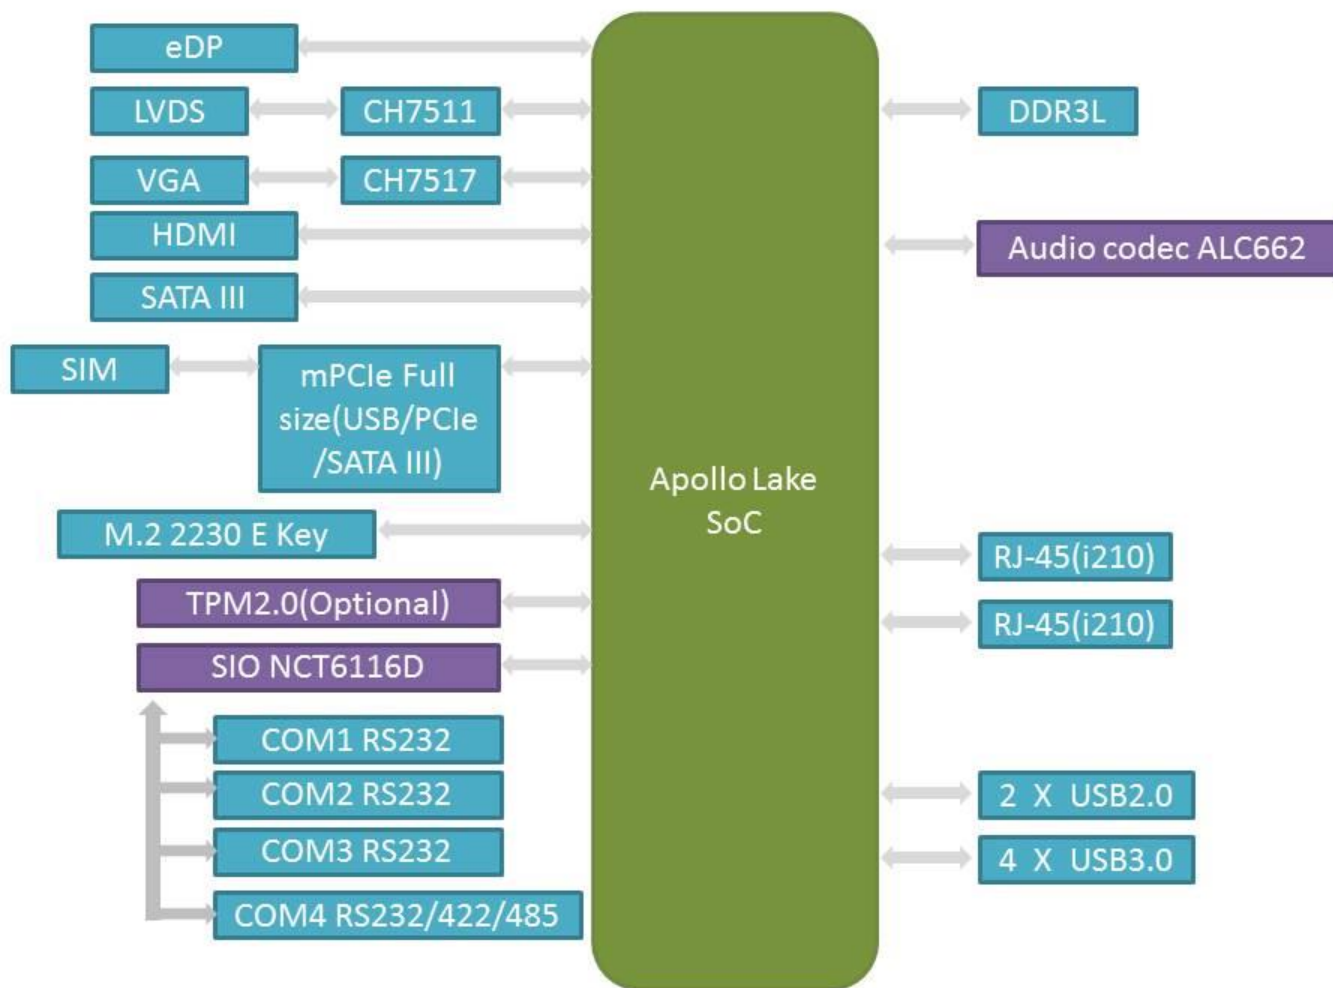 eDP
LVDS
CH7511
VGA
CH7517
HDMI
SATA III
SIM
mPCIe Full
size(USB/PCIe
/SATA III)
M.2 2230 E Key
TPM2.0(Optional)
SIO NCT6116D
COM1 RS232
COM2 RS232
COM3 RS232
COM4 RS232/422/485
Apollo Lake
SoC
DDR3L
Audio codec ALC662
RJ-45(i210)
RJ-45(i210)
2 X USB2.0
4 X USB3.0